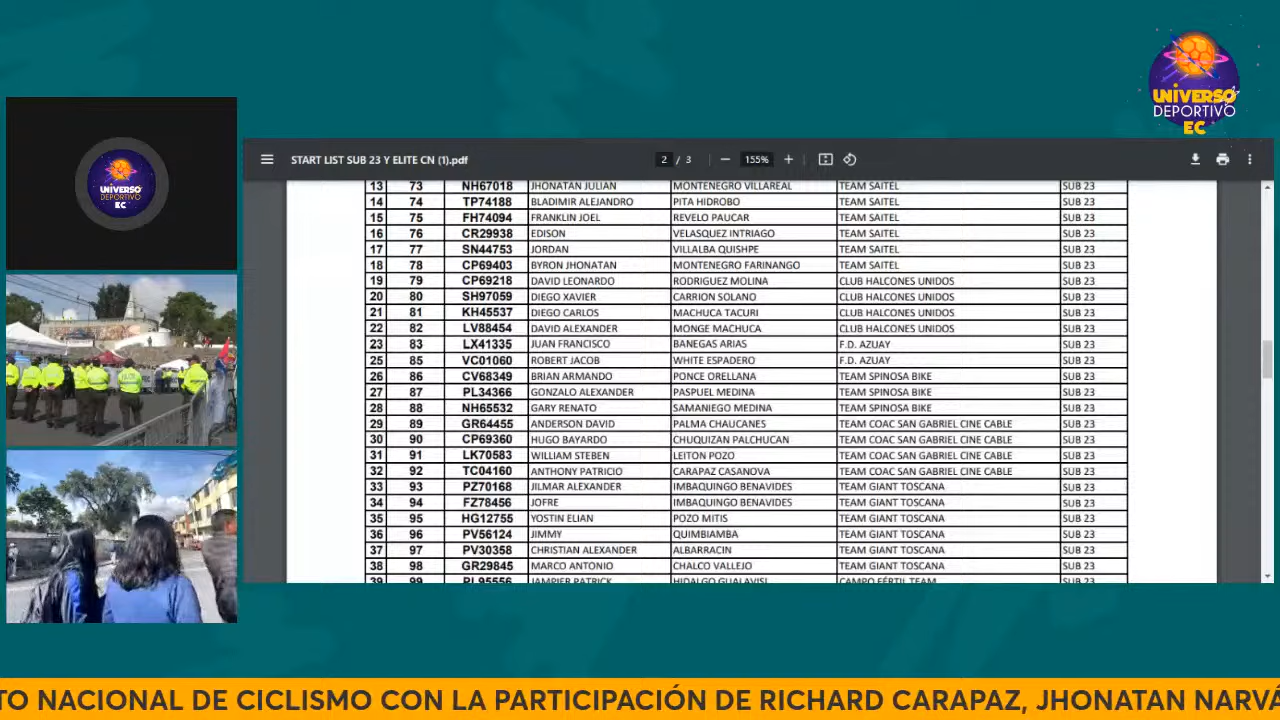 UNIVERSO
DEPORTIVO
EC
UNIVERSO
DEPORTIVO
EC
START LIST SUB 23 Y ELITE CN (1).pdf 2 / 3 155%
13 73 NH67018 JHONATAN JULIAN MONTENEGRO VILLAREAL TEAM SAITEL SUB 23
14 74 TP74188 BLADIMIR ALEJANDRO PITA HIDROBO TEAM SAITEL SUB 23
15 75 FH74094 FRANKLIN JOEL REVELO PAUCAR TEAM SAITEL SUB 23
16 76 CR29938 EDISON VELASQUEZ INTRIAGO TEAM SAITEL SUB 23
17 77 SN44753 JORDAN VILLALBA QUISHPE TEAM SAITEL SUB 23
18 78 CP69403 BYRON JHONATAN MONTENEGRO FARINANGO TEAM SAITEL SUB 23
19 79 CP69218 DAVID LEONARDO RODRIGUEZ MOLINA CLUB HALCONES UNIDOS SUB 23
20 80 SH97059 DIEGO XAVIER CARRION SOLANO CLUB HALCONES UNIDOS SUB 23
21 81 KH45537 DIEGO CARLOS MACHUCA TACURI CLUB HALCONES UNIDOS SUB 23
22 82 LV88454 DAVID ALEXANDER MONGE MACHUCA CLUB HALCONES UNIDOS SUB 23
23 83 LX41335 JUAN FRANCISCO BANEGAS ARIAS F.D. AZUAY SUB 23
25 85 VC01060 ROBERT JACOB WHITE ESPADERO F.D. AZUAY SUB 23
26 86 CV68349 BRIAN ARMANDO PONCE ORELLANA TEAM SPINOSA BIKE SUB 23
27 87 PL34366 GONZALO ALEXANDER PASPUEL MEDINA TEAM SPINOSA BIKE SUB 23
28 88 NH65532 GARY RENATO SAMANIEGO MEDINA TEAM SPINOSA BIKE SUB 23
29 89 GR64455 ANDERSON DAVID PALMA CHAUCANES TEAM COAC SAN GABRIEL CINE CABLE SUB 23
30 90 CP69360 HUGO BAYARDO CHUQUIZAN PALCHUCAN TEAM COAC SAN GABRIEL CINE CABLE SUB 23
31 91 LK70583 WILLIAM STEBEN LEITON POZO TEAM COAC SAN GABRIEL CINE CABLE SUB 23
32 92 TC04160 ANTHONY PATRICIO CARAPAZ CASANOVA TEAM COAC SAN GABRIEL CINE CABLE SUB 23
33 93 PZ70168 JILMAR ALEXANDER IMBAQUINGO BENAVIDES TEAM GIANT TOSCANA SUB 23
34 94 FZ78456 JOFRE IMBAQUINGO BENAVIDES TEAM GIANT TOSCANA SUB 23
35 95 HG12755 YOSTIN ELIAN POZO MITIS TEAM GIANT TOSCANA SUB 23
36 96 PV56124 JIMMY QUIMBIAMBA TEAM GIANT TOSCANA SUB 23
37 97 PV30358 CHRISTIAN ALEXANDER ALBARRACIN TEAM GIANT TOSCANA SUB 23
38 98 GR29845 MARCO ANTONIO CHALCO VALLEJO TEAM GIANT TOSCANA SUB 23
39 99 PL95556 JAMPIER PATRICK HIDALGO GUALAVISI CAMPO FÉRTIL TEAM SUB 23
TO NACIONAL DE CICLISMO CON LA PARTICIPACIÓN DE RICHARD CARAPAZ, JHONATAN NARVÁ